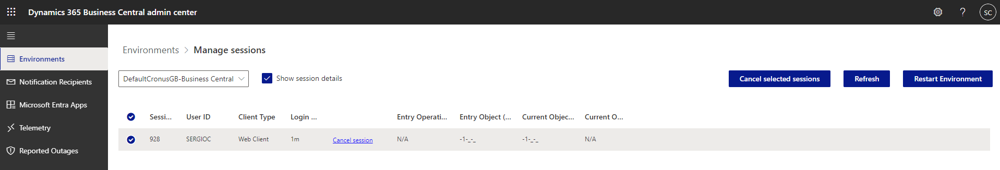 Dynamics 365 Business Central admin center
? SC
Environments
Notification Recipients
Microsoft Entra Apps
Telemetry
Reported Outages
Environments > Manage sessions
DefaultCronusGB-Business Central Show session details Cancel selected sessions Refresh Restart Environment
Sessi... User ID Client Type Login ... Entry Operati... Entry Object (... Current Objec... Current O...
928 SERGIOC Web Client 1m Cancel session N/A -1-_-_ -1-_-_ N/A